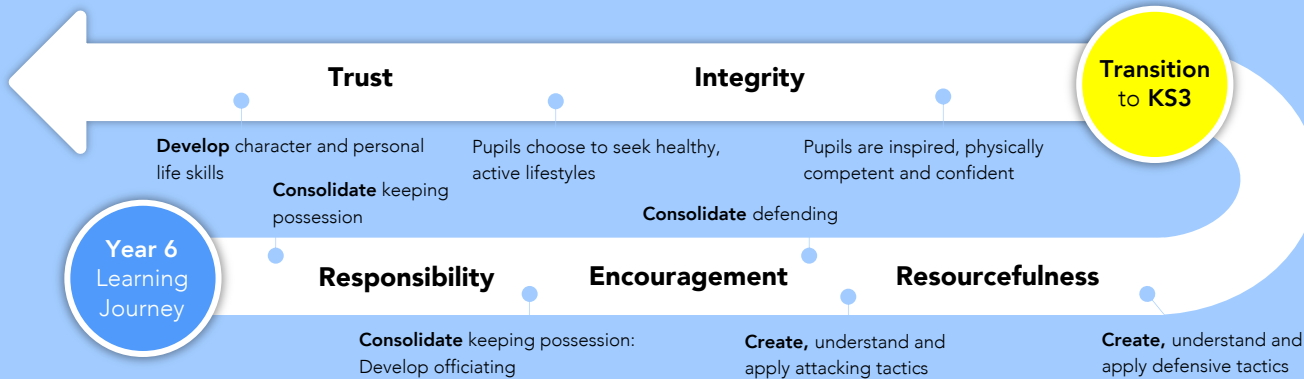 Trust
Integrity
Transition
to KS3
Develop character and personal
life skills
Pupils choose to seek healthy,
active lifestyles
Pupils are inspired, physically
competent and confident
Consolidate keeping
possession
Consolidate defending
Year 6
Learning
Journey
Responsibility
Encouragement
Resourcefulness
Consolidate keeping possession:
Develop officiating
Create, understand and
apply attacking tactics
Create, understand and
apply defensive tactics